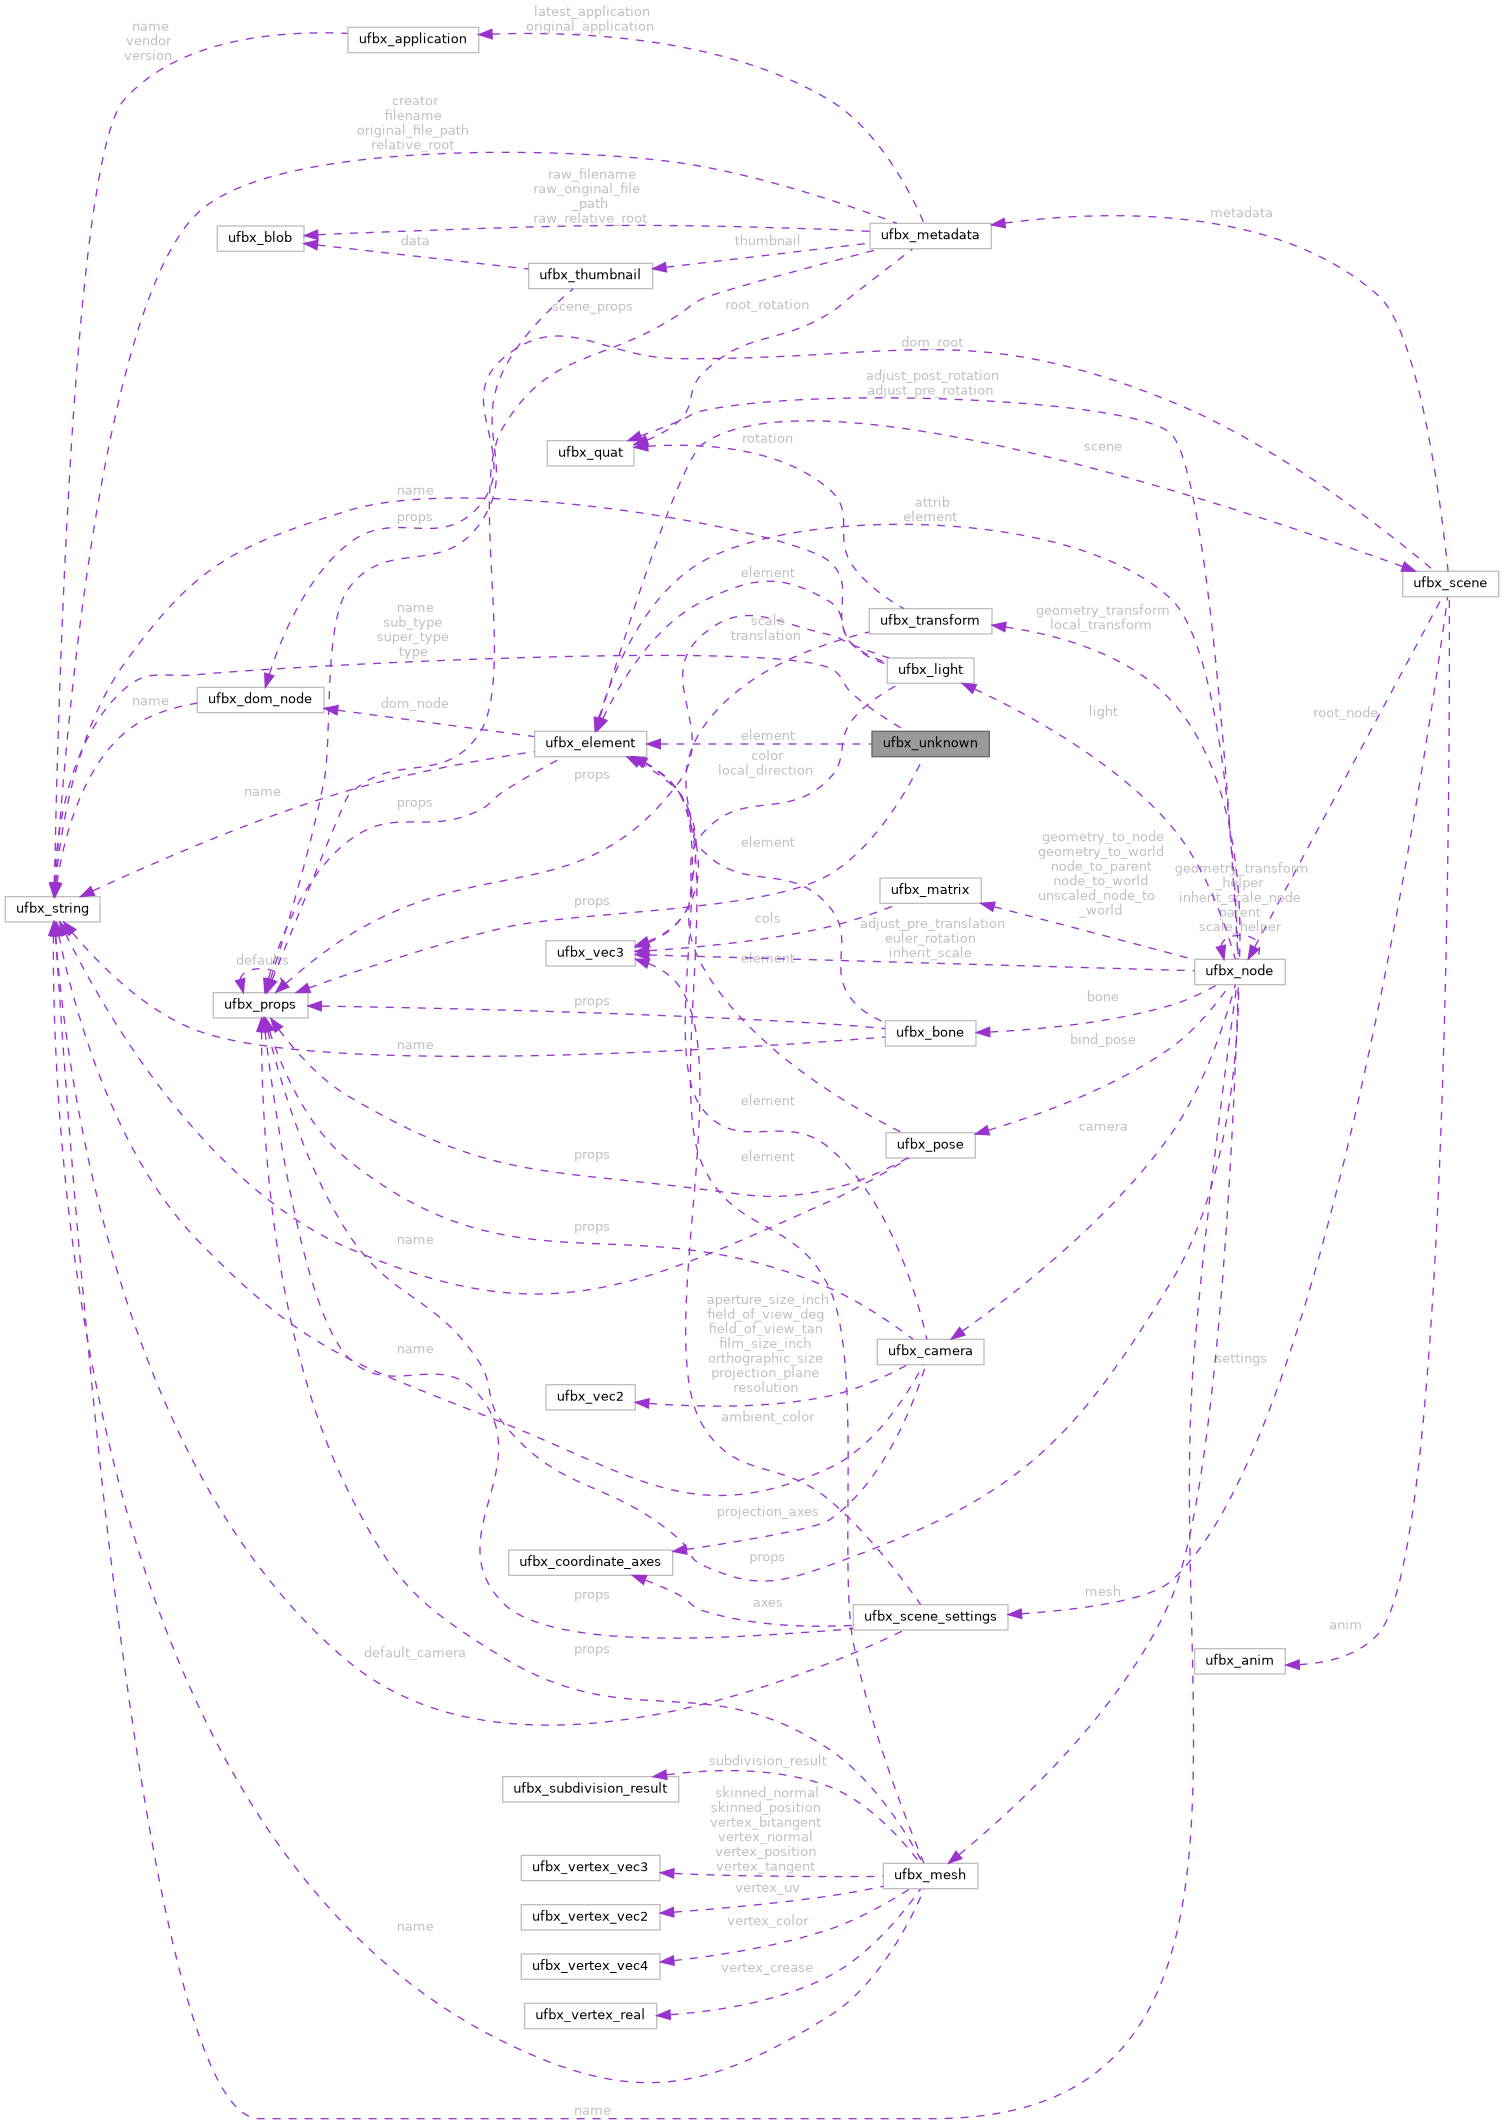 latest_application
original_application
name
vendor
version
ufbx_application
creator
filename
original_file_path
relative_root
raw_filename
raw_original_file
_path
raw_relative_root
metadata
ufbx_blob
data
thumbnail
ufbx_metadata
ufbx_thumbnail
scene_props
root_rotation
dom_root
adjust_post_rotation
adjust_pre_rotation
rotation
ufbx_quat
scene
name
props
attrib
element
element
ufbx_scene
name
sub_type
super_type
type
scale
translation
ufbx_transform
geometry_transform
local_transform
ufbx_light
name
ufbx_dom_node
dom_node
light
root_node
ufbx_element
element
ufbx_unknown
color
local_direction
props
name
props
element
geometry_to_node
geometry_to_world
node_to_parent
node_to_world
unscaled_node_to
_world
geometry_transform
_helper
inherit_scale_node
parent
scale_helper
ufbx_matrix
props
ufbx_string
cols
adjust_pre_translation
euler_rotation
inherit_scale
ufbx_vec3
element
defaults
ufbx_node
ufbx_props
props
bone
ufbx_bone
name
bind_pose
element
camera
ufbx_pose
props
element
props
name
aperture_size_inch
field_of_view_deg
field_of_view_tan
film_size_inch
orthographic_size
projection_plane
resolution
name
ufbx_camera
settings
ufbx_vec2
ambient_color
projection_axes
ufbx_coordinate_axes
props
props
axes
mesh
ufbx_scene_settings
anim
default_camera
props
ufbx_anim
subdivision_result
ufbx_subdivision_result
skinned_normal
skinned_position
vertex_bitangent
vertex_normal
vertex_position
vertex_tangent
ufbx_vertex_vec3
ufbx_mesh
vertex_uv
ufbx_vertex_vec2
name
vertex_color
ufbx_vertex_vec4
vertex_crease
ufbx_vertex_real
name